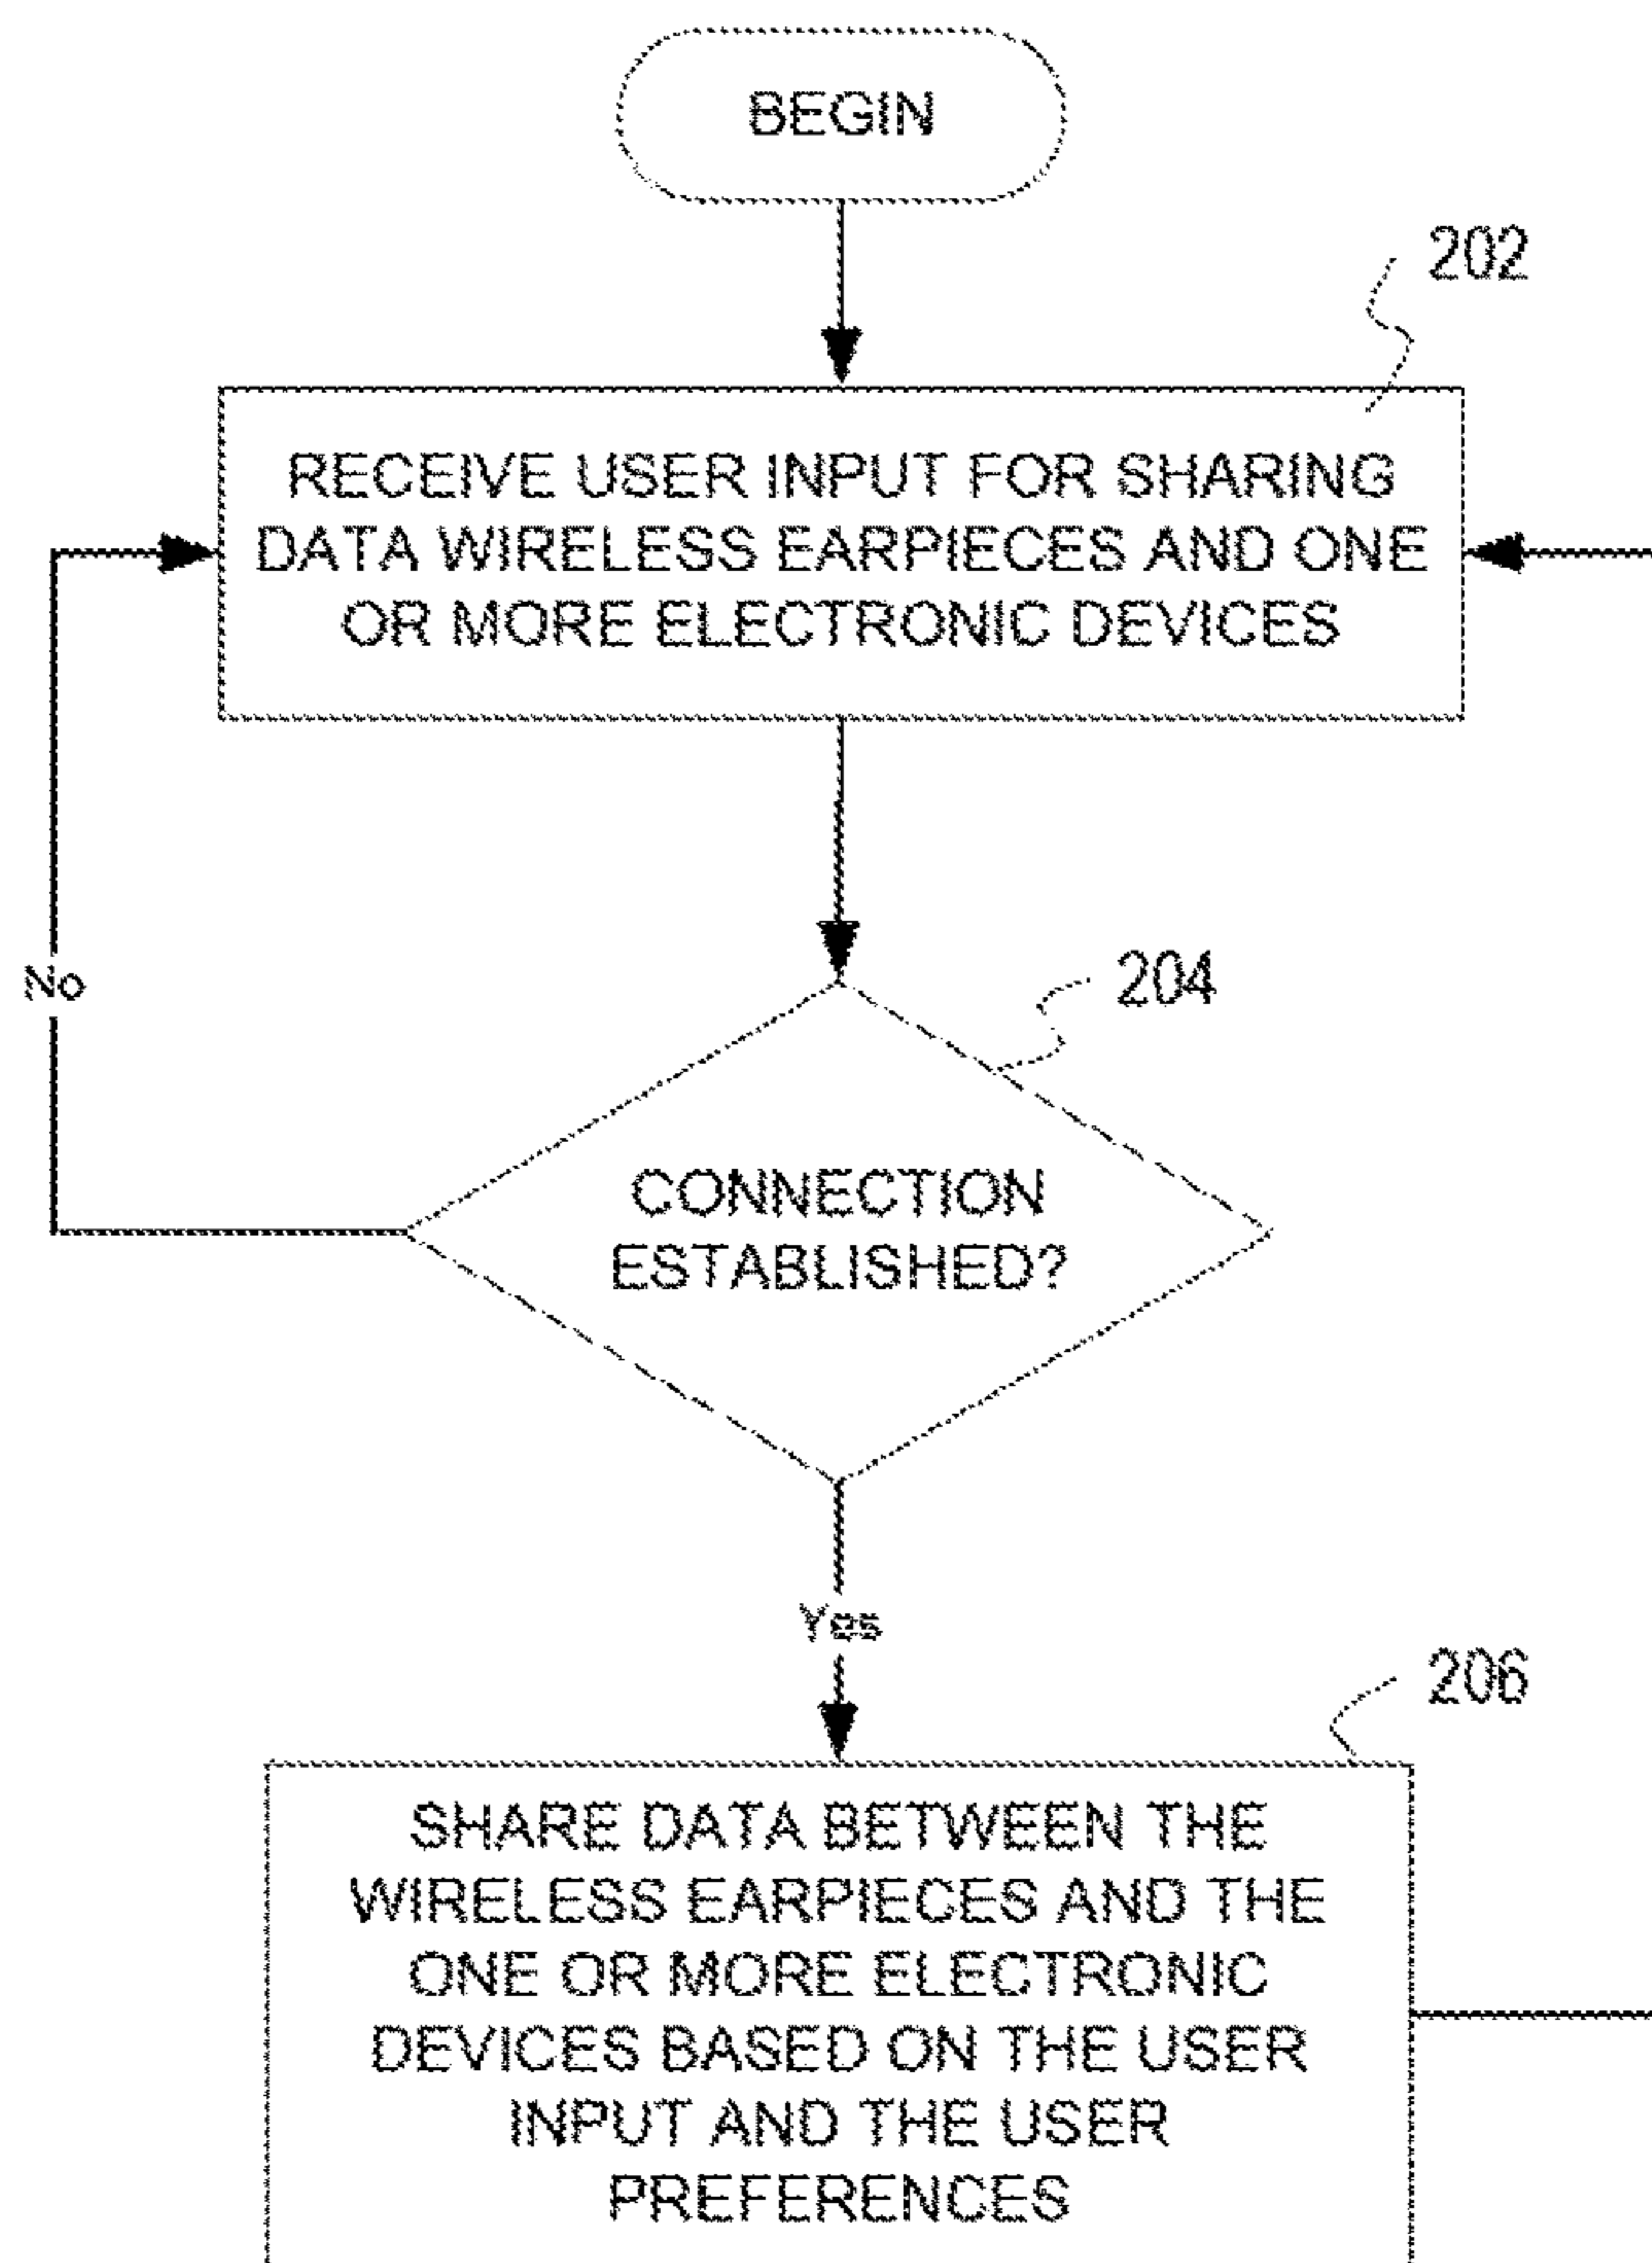 BEGIN
202
RECEIVE USER INPUT FOR SHARING
DATA WIRELESS EARPIECES AND ONE
OR MORE ELECTRONIC DEVICES
No
204
CONNECTION
ESTABLISHED?
Yes
206
SHARE DATA BETWEEN THE
WIRELESS EARPIECES AND THE
ONE OR MORE ELECTRONIC
DEVICES BASED ON THE USER
INPUT AND THE USER
PREFERENCES